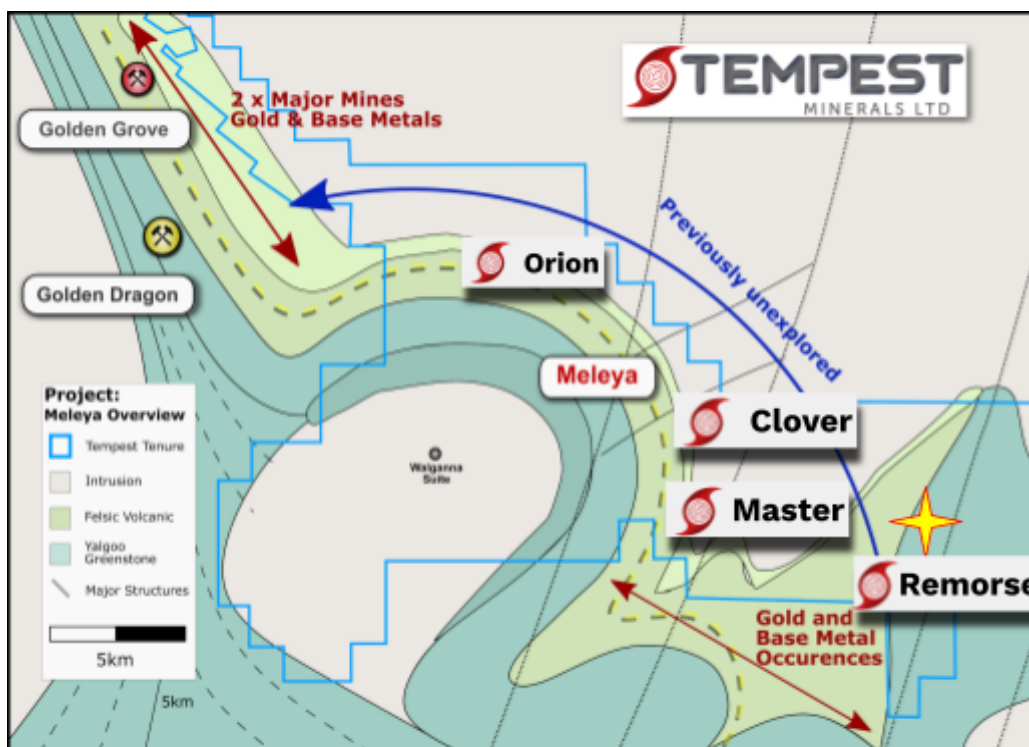 TEMPEST
MINERALS LTD
2 x Major Mines
Gold & Base Metals
Golden Grove
Golden Dragon
Previously unexplored
Orion
Meleya
Clover
Master
Remorse
Walganna
Suite
Gold and
Base Metal
Occurences
Project:
Meleya Overview
Tempest Tenure
Intrusion
Felsic Volcanic
Yalgoo
Greenstone
Major Structures
5km
5km